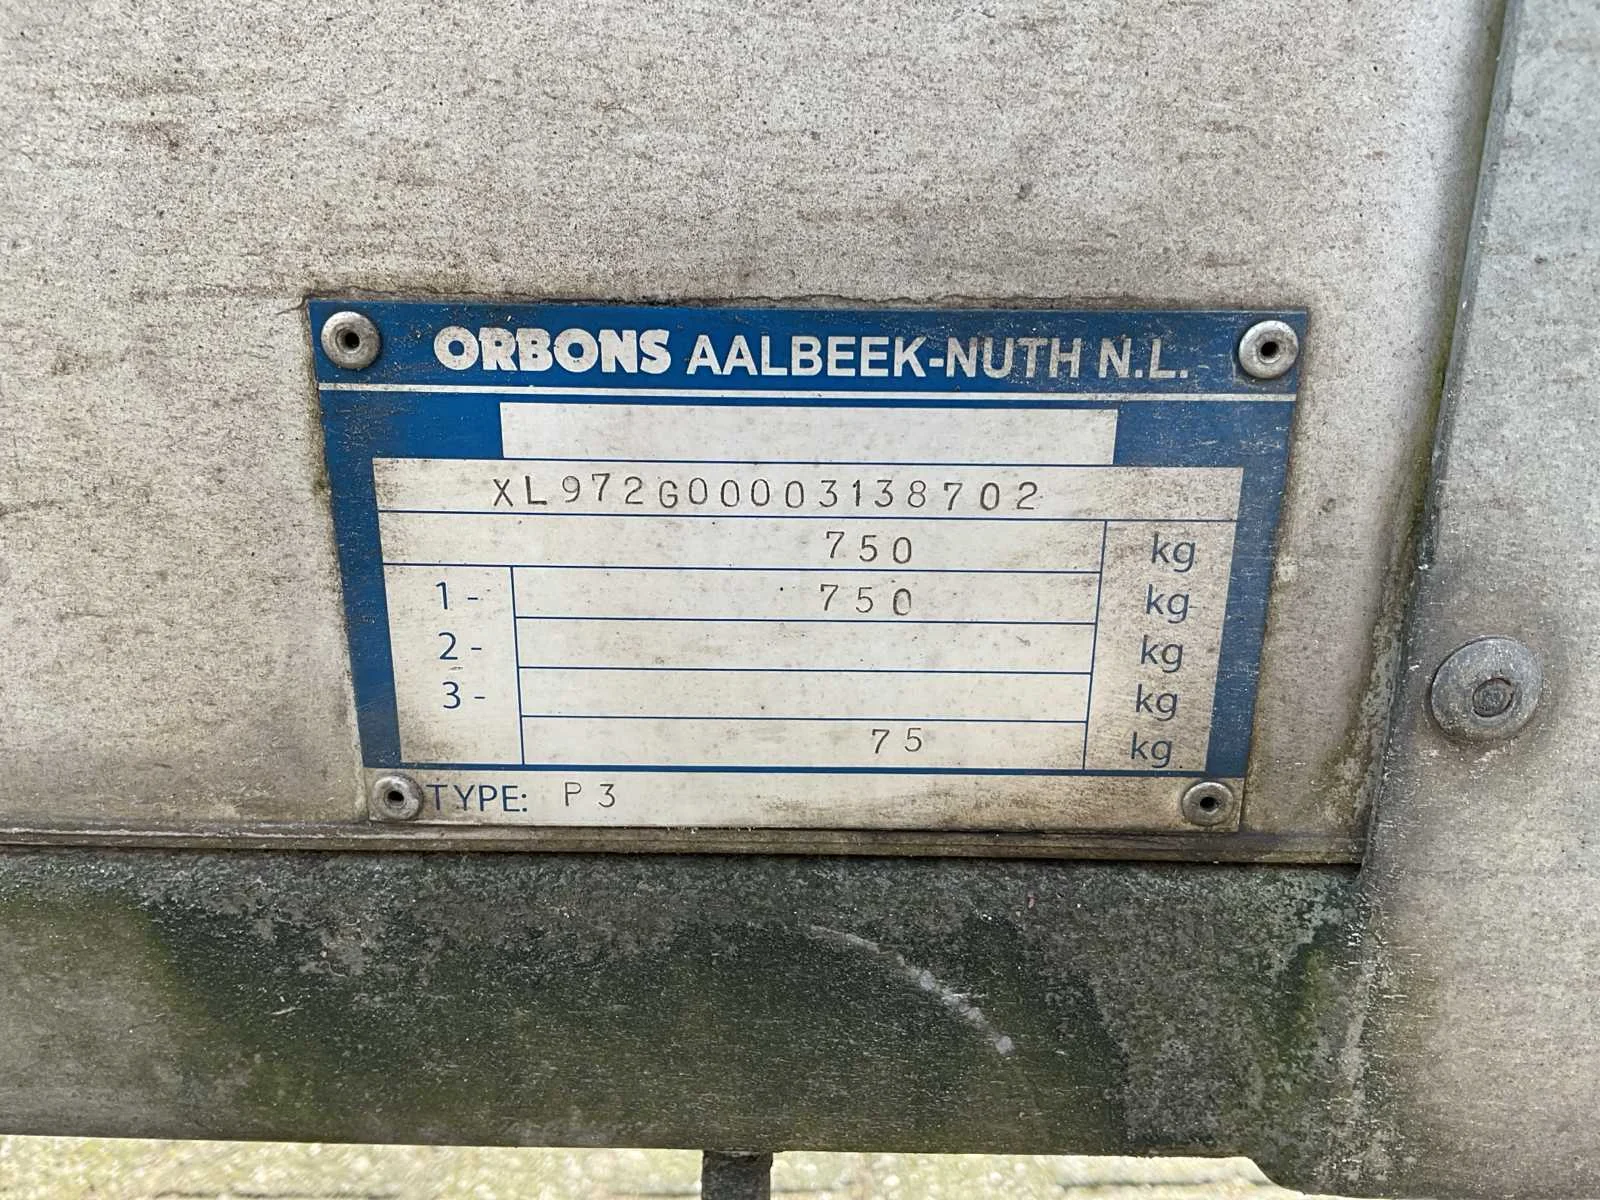 ORBONS AALBEEK-NUTH N.L.
XL972G00003138702
750 kg
1- 750 kg
2- kg
3- kg
75 kg
TYPE: P3